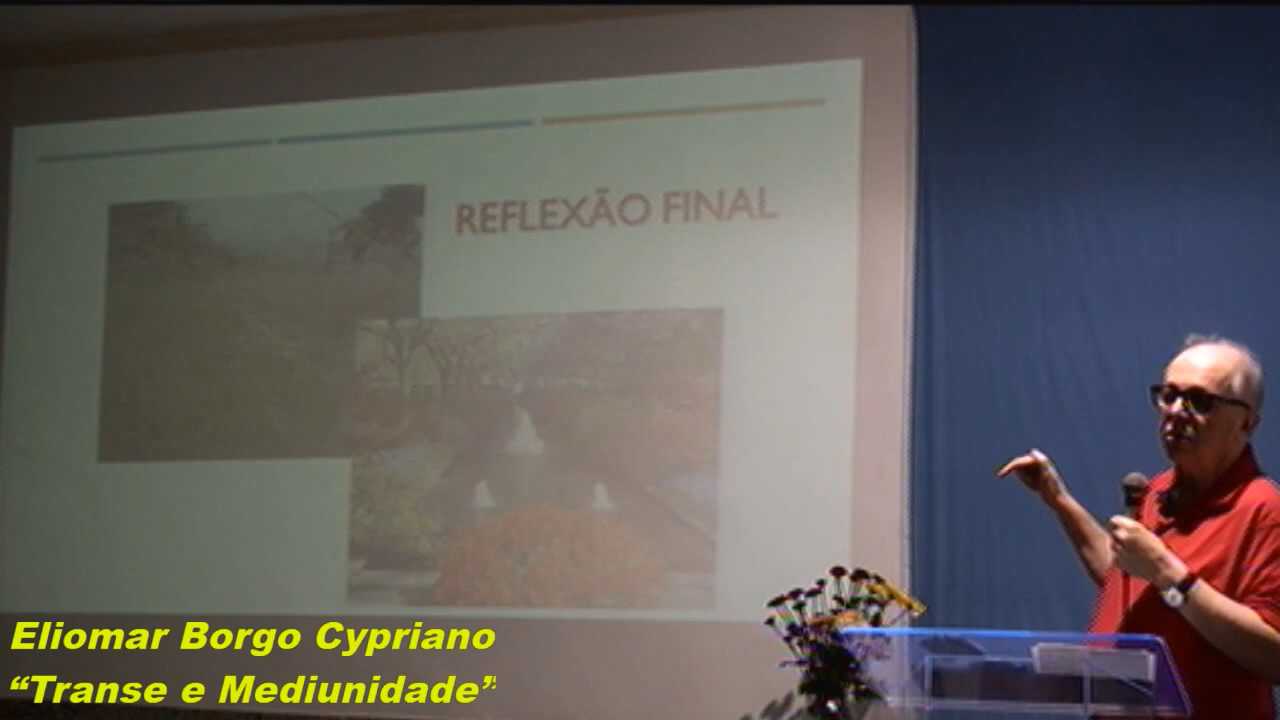 REFLEXÃO FINAL
Eliomar Borgo Cypriano
“Transe e Mediunidade”